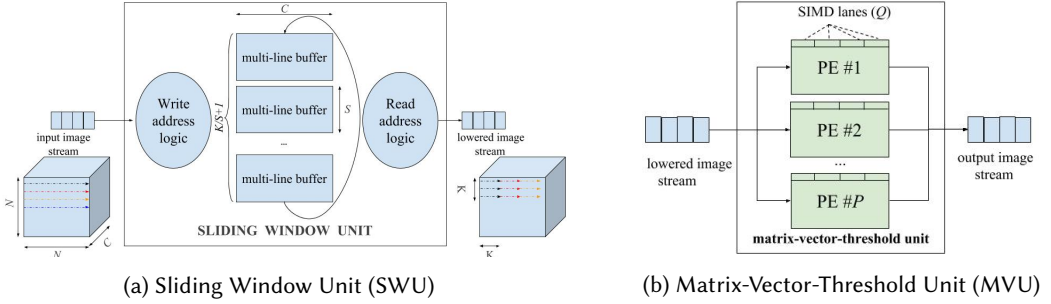 C
multi-line buffer
multi-line buffer
...
multi-line buffer
K/S+1
S
Write
address
logic
Read
address
logic
input image
stream
lowered image
stream
N
N
C
K
K
SLIDING WINDOW UNIT
(a) Sliding Window Unit (SWU)
SIMD lanes (Q)
PE #1
PE #2
...
PE #P
lowered image
stream
output image
stream
matrix-vector-threshold unit
(b) Matrix-Vector-Threshold Unit (MVU)